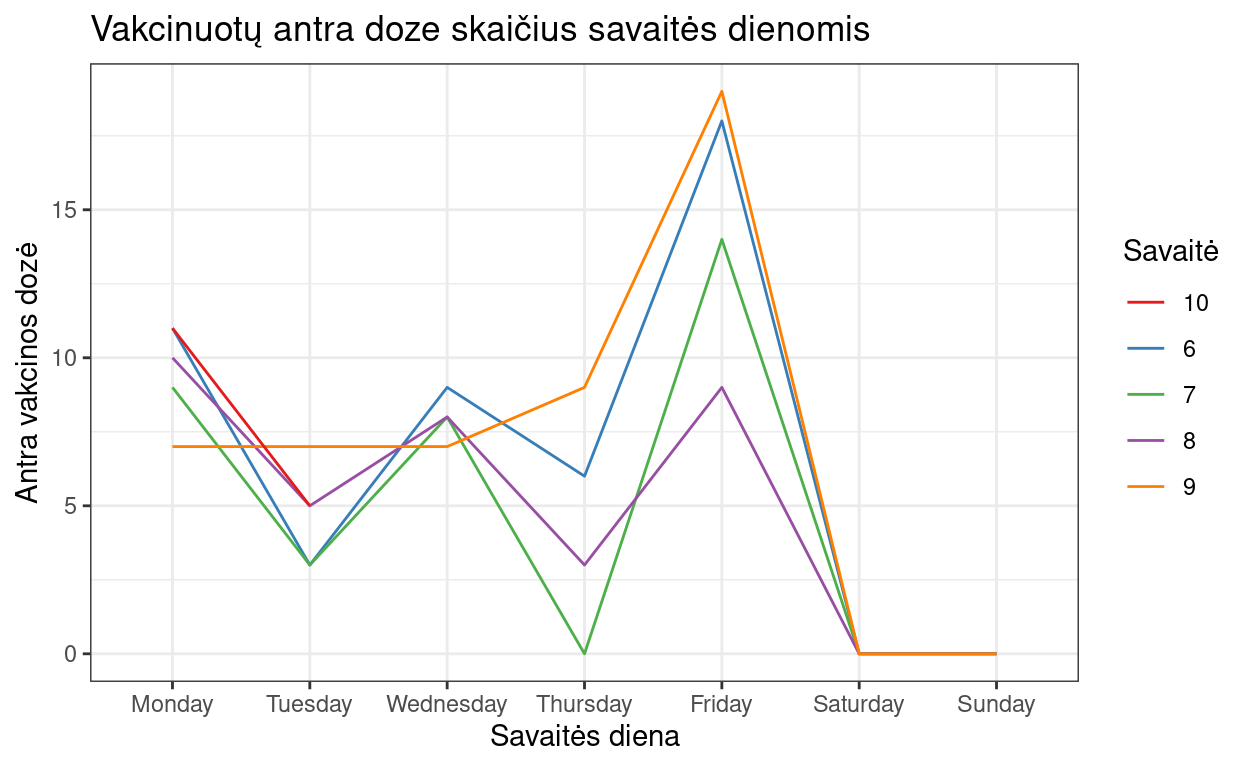 Vakcinuotų antra doze skaičius savaitės dienomis
Antra vakcinos dozė
15
10
5
0
Monday
Tuesday
Wednesday
Thursday
Friday
Saturday
Sunday
Savaitės diena
Savaitė
10
6
7
8
9